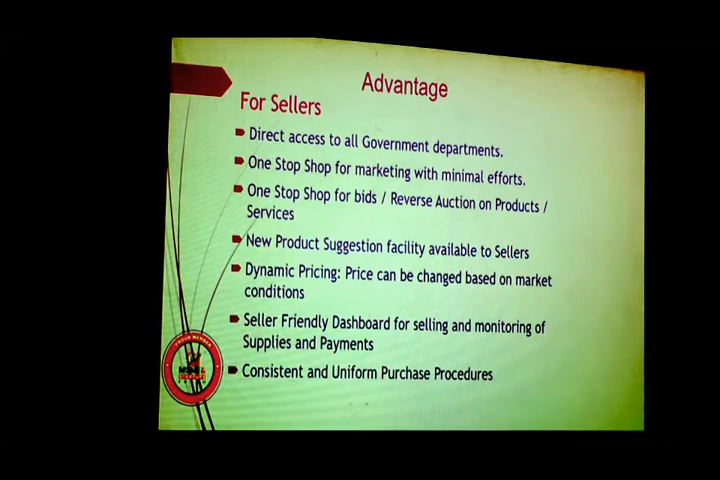 Advantage
For Sellers
Direct access to all Government departments.
One Stop Shop for marketing with minimal efforts.
One Stop Shop for bids / Reverse Auction on Products /
Services
New Product Suggestion facility available to Sellers
Dynamic Pricing: Price can be changed based on market
conditions
Seller Friendly Dashboard for selling and monitoring of
Supplies and Payments
Consistent and Uniform Purchase Procedures